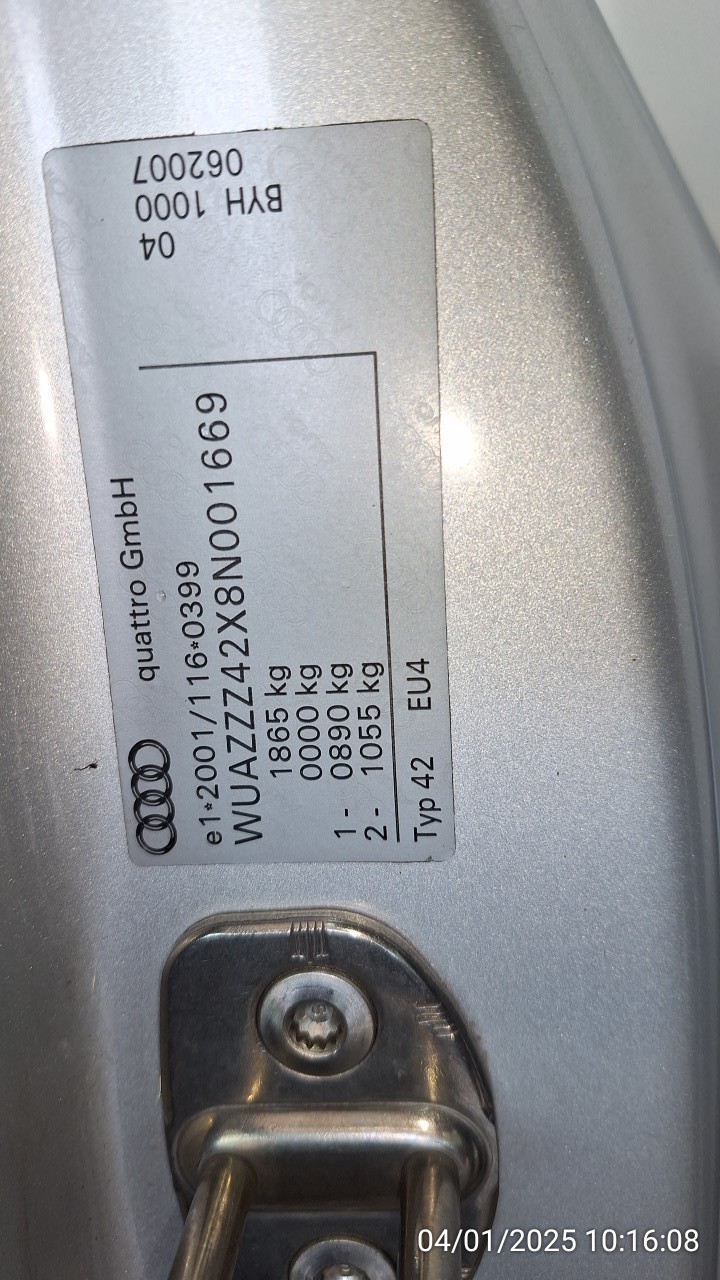 quattro GmbH
e1*2001/116*0399
WUAZZZ42X8N001669
1865 kg
0000 kg
1- 0890 kg
2- 1055 kg
Typ 42 EU4
04
BYH 1000
062007
04/01/2025 10:16:08